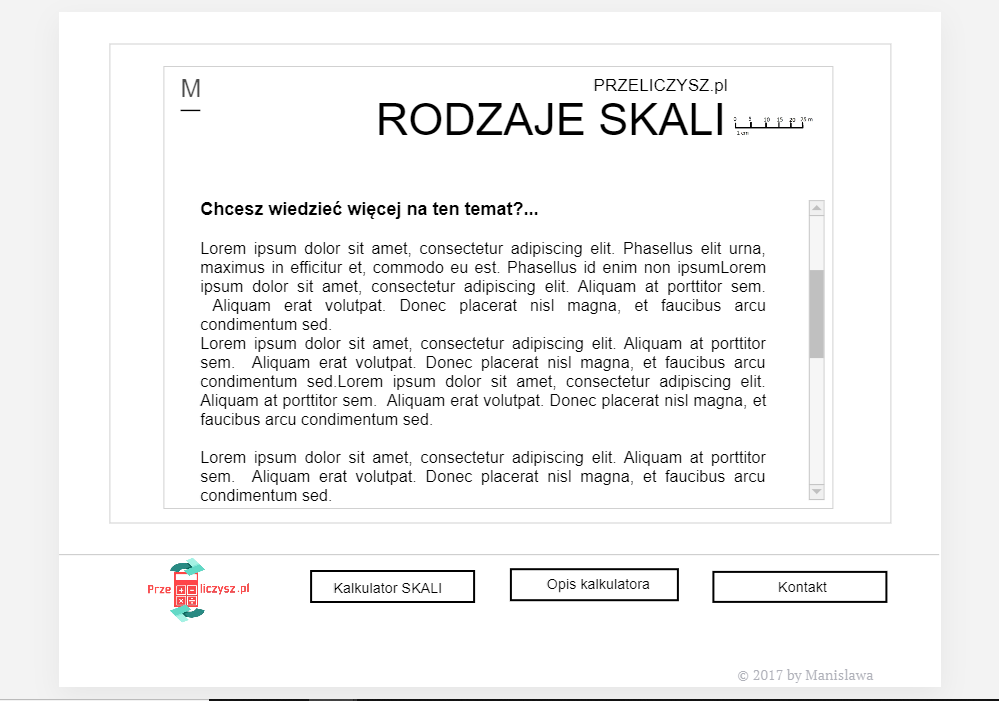 M
PRZELICZYSZ.pl
RODZAJE SKALI
0 5 10 15 20 25 m
1 cm
Chcesz wiedzieć więcej na ten temat?...
Lorem ipsum dolor sit amet, consectetur adipiscing elit. Phasellus elit urna,
maximus in efficitur et, commodo eu est. Phasellus id enim non ipsumLorem
ipsum dolor sit amet, consectetur adipiscing elit. Aliquam at porttitor sem.
Aliquam erat volutpat. Donec placerat nisl magna, et faucibus arcu
condimentum sed.
Lorem ipsum dolor sit amet, consectetur adipiscing elit. Aliquam at porttitor
sem. Aliquam erat volutpat. Donec placerat nisl magna, et faucibus arcu
condimentum sed.Lorem ipsum dolor sit amet, consectetur adipiscing elit.
Aliquam at porttitor sem. Aliquam erat volutpat. Donec placerat nisl magna, et
faucibus arcu condimentum sed.
Lorem ipsum dolor sit amet, consectetur adipiscing elit. Aliquam at porttitor
sem. Aliquam erat volutpat. Donec placerat nisl magna, et faucibus arcu
condimentum sed.
Prze liczysz.pl
Kalkulator SKALI
Opis kalkulatora
Kontakt
© 2017 by Manislawa